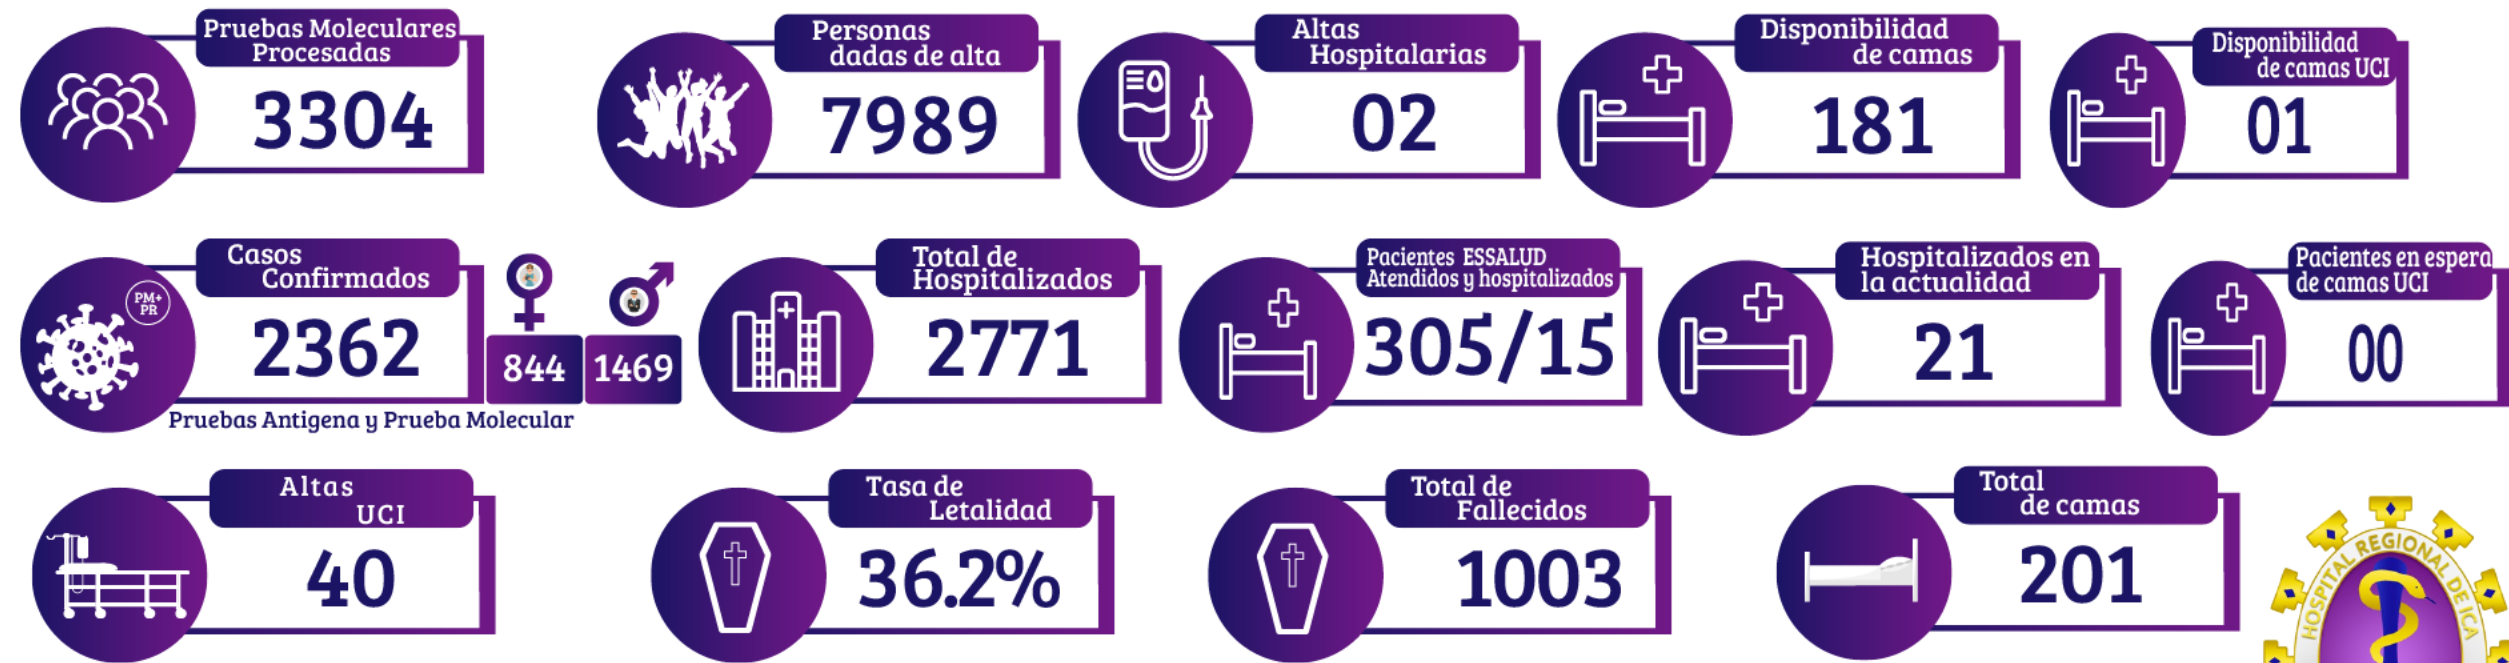 Pruebas Moleculares
Procesadas
3304
Personas
dadas de alta
7989
Altas
Hospitalarias
02
Disponibilidad
de camas
181
Disponibilidad
de camas UCI
01
Casos
Confirmados
PM+
PR
2362
844
1469
Pruebas Antigena y Prueba Molecular
Total de
Hospitalizados
2771
Pacientes ESSALUD
Atendidos y hospitalizados
305/15
Hospitalizados en
la actualidad
21
Pacientes en espera
de camas UCI
00
Altas
UCI
40
Tasa de
Letalidad
36.2%
Total de
Fallecidos
1003
Total
de camas
201
HOSPITAL REGIONAL DE ICA